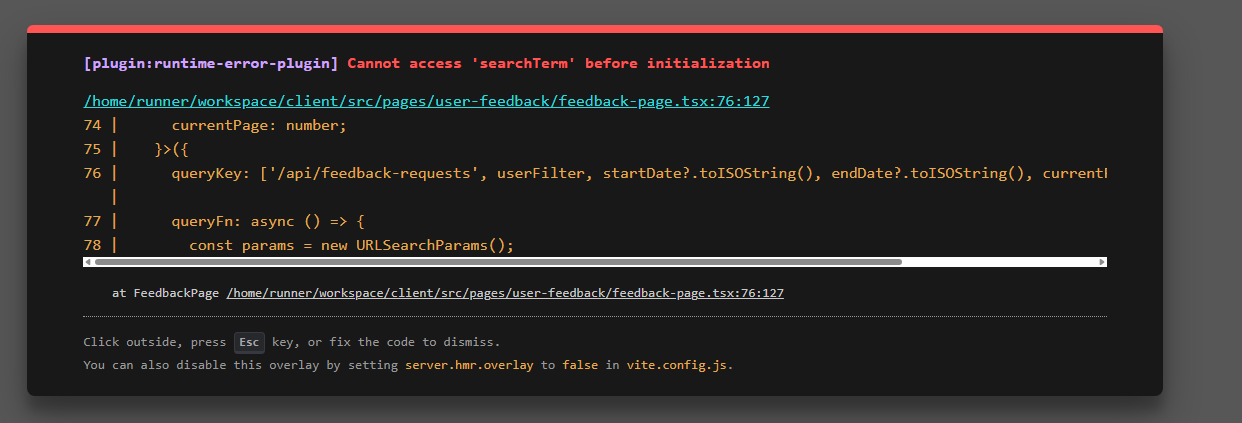 [plugin:runtime-error-plugin] Cannot access 'searchTerm' before initialization
/home/runner/workspace/client/src/pages/user-feedback/feedback-page.tsx:76:127
74 |      currentPage: number;
75 |    }>({
76 |      queryKey: ['/api/feedback-requests', userFilter, startDate?.toISOString(), endDate?.toISOString(),
   |
77 |      queryFn: async () => {
78 |        const params = new URLSearchParams();
at FeedbackPage /home/runner/workspace/client/src/pages/user-feedback/feedback-page.tsx:76:127
Click outside, press Esc key, or fix the code to dismiss.
You can also disable this overlay by setting server.hmr.overlay to false in vite.config.js.